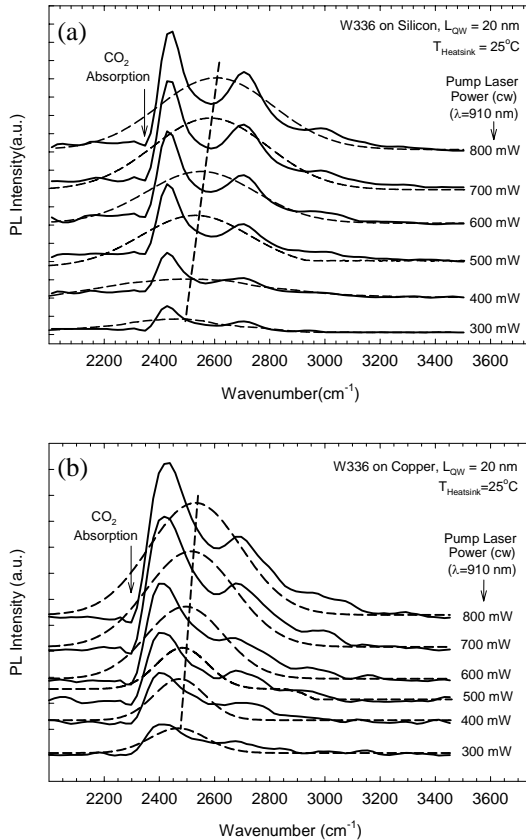 (a)
W336 on Silicon, L_QW = 20 nm
T_Heatsink = 25°C
CO₂
Absorption
Pump Laser
Power (cw)
(λ=910 nm)
800 mW
700 mW
600 mW
500 mW
400 mW
300 mW
PL Intensity(a.u.)
2200 2400 2600 2800 3000 3200 3400 3600
Wavenumber(cm⁻¹)
(b)
W336 on Copper, L_QW = 20 nm
T_Heatsink=25°C
CO₂
Absorption
Pump Laser
Power (cw)
(λ=910 nm)
800 mW
700 mW
600 mW
500 mW
400 mW
300 mW
PL Intensity (a.u.)
2200 2400 2600 2800 3000 3200 3400 3600
Wavenumber (cm⁻¹)